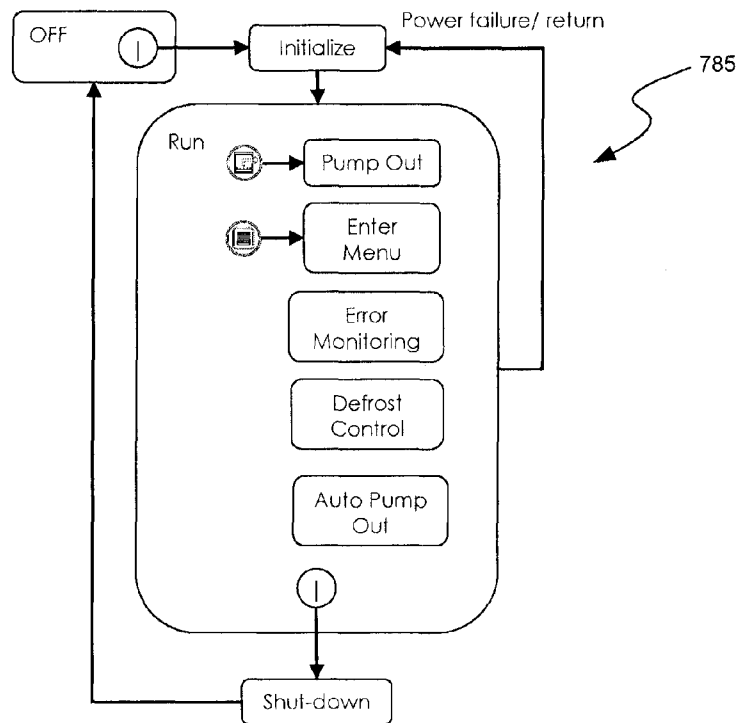 OFF
Initialize
Power failure/ return
785
Run
Pump Out
Enter
Menu
Error
Monitoring
Defrost
Control
Auto Pump
Out
Shut-down